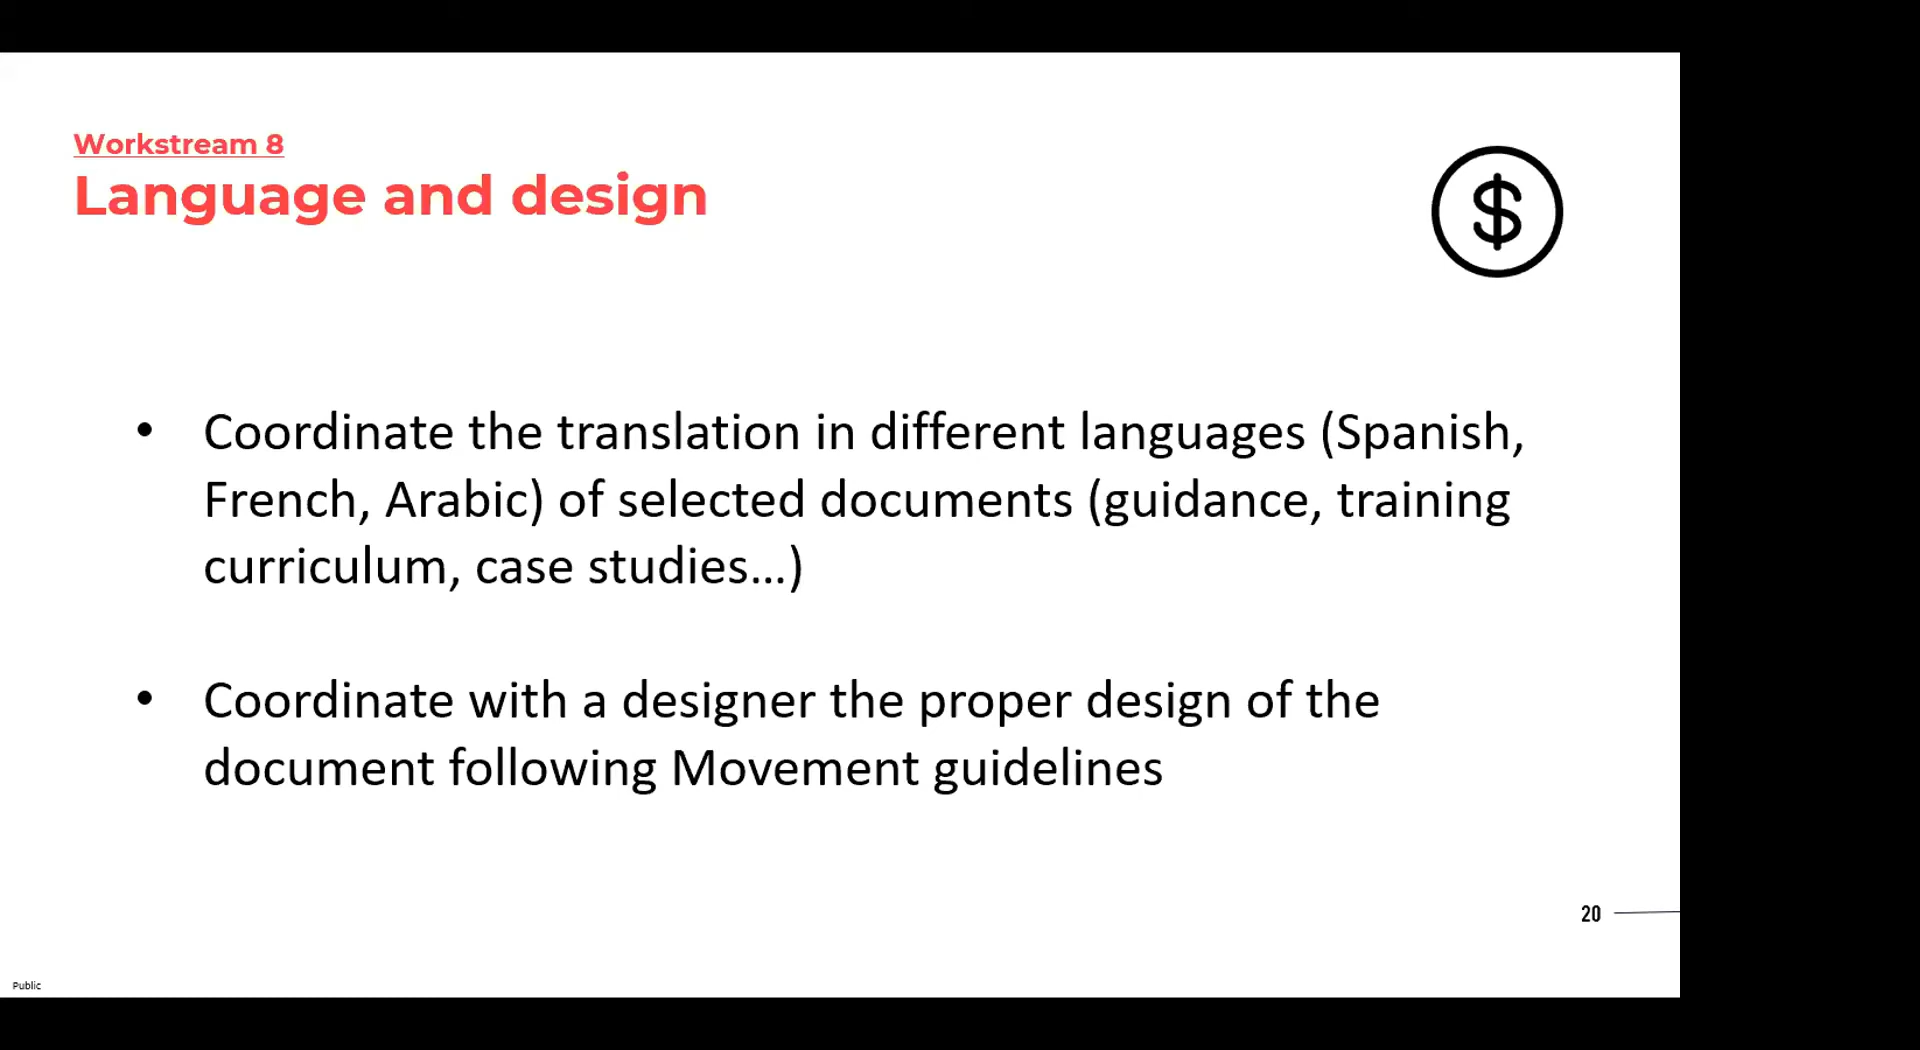 Workstream 8
Language and design
$
• Coordinate the translation in different languages (Spanish,
French, Arabic) of selected documents (guidance, training
curriculum, case studies...)
• Coordinate with a designer the proper design of the
document following Movement guidelines
20
Public